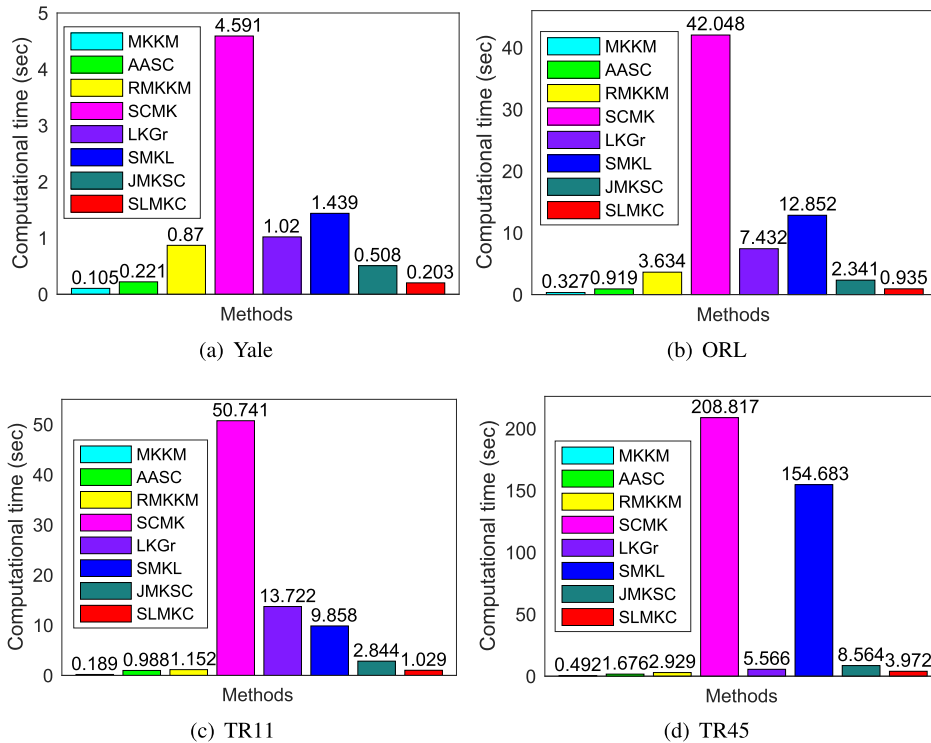 Computational time (sec)
5
4
3
2
1
0
MKKM
AASC
RMKKM
SCMK
LKGr
SMKL
JMKSC
SLMKC
0.105
0.221
0.87
4.591
1.02
1.439
0.508
0.203
Methods
(a) Yale
Computational time (sec)
40
30
20
10
0
MKKM
AASC
RMKKM
SCMK
LKGr
SMKL
JMKSC
SLMKC
0.327
0.919
3.634
42.048
7.432
12.852
2.341
0.935
Methods
(b) ORL
Computational time (sec)
50
40
30
20
10
0
MKKM
AASC
RMKKM
SCMK
LKGr
SMKL
JMKSC
SLMKC
0.189
0.988
1.152
50.741
13.722
9.858
2.844
1.029
Methods
(c) TR11
Computational time (sec)
200
150
100
50
0
MKKM
AASC
RMKKM
SCMK
LKGr
SMKL
JMKSC
SLMKC
0.492
1.676
2.929
208.817
5.566
154.683
8.564
3.972
Methods
(d) TR45